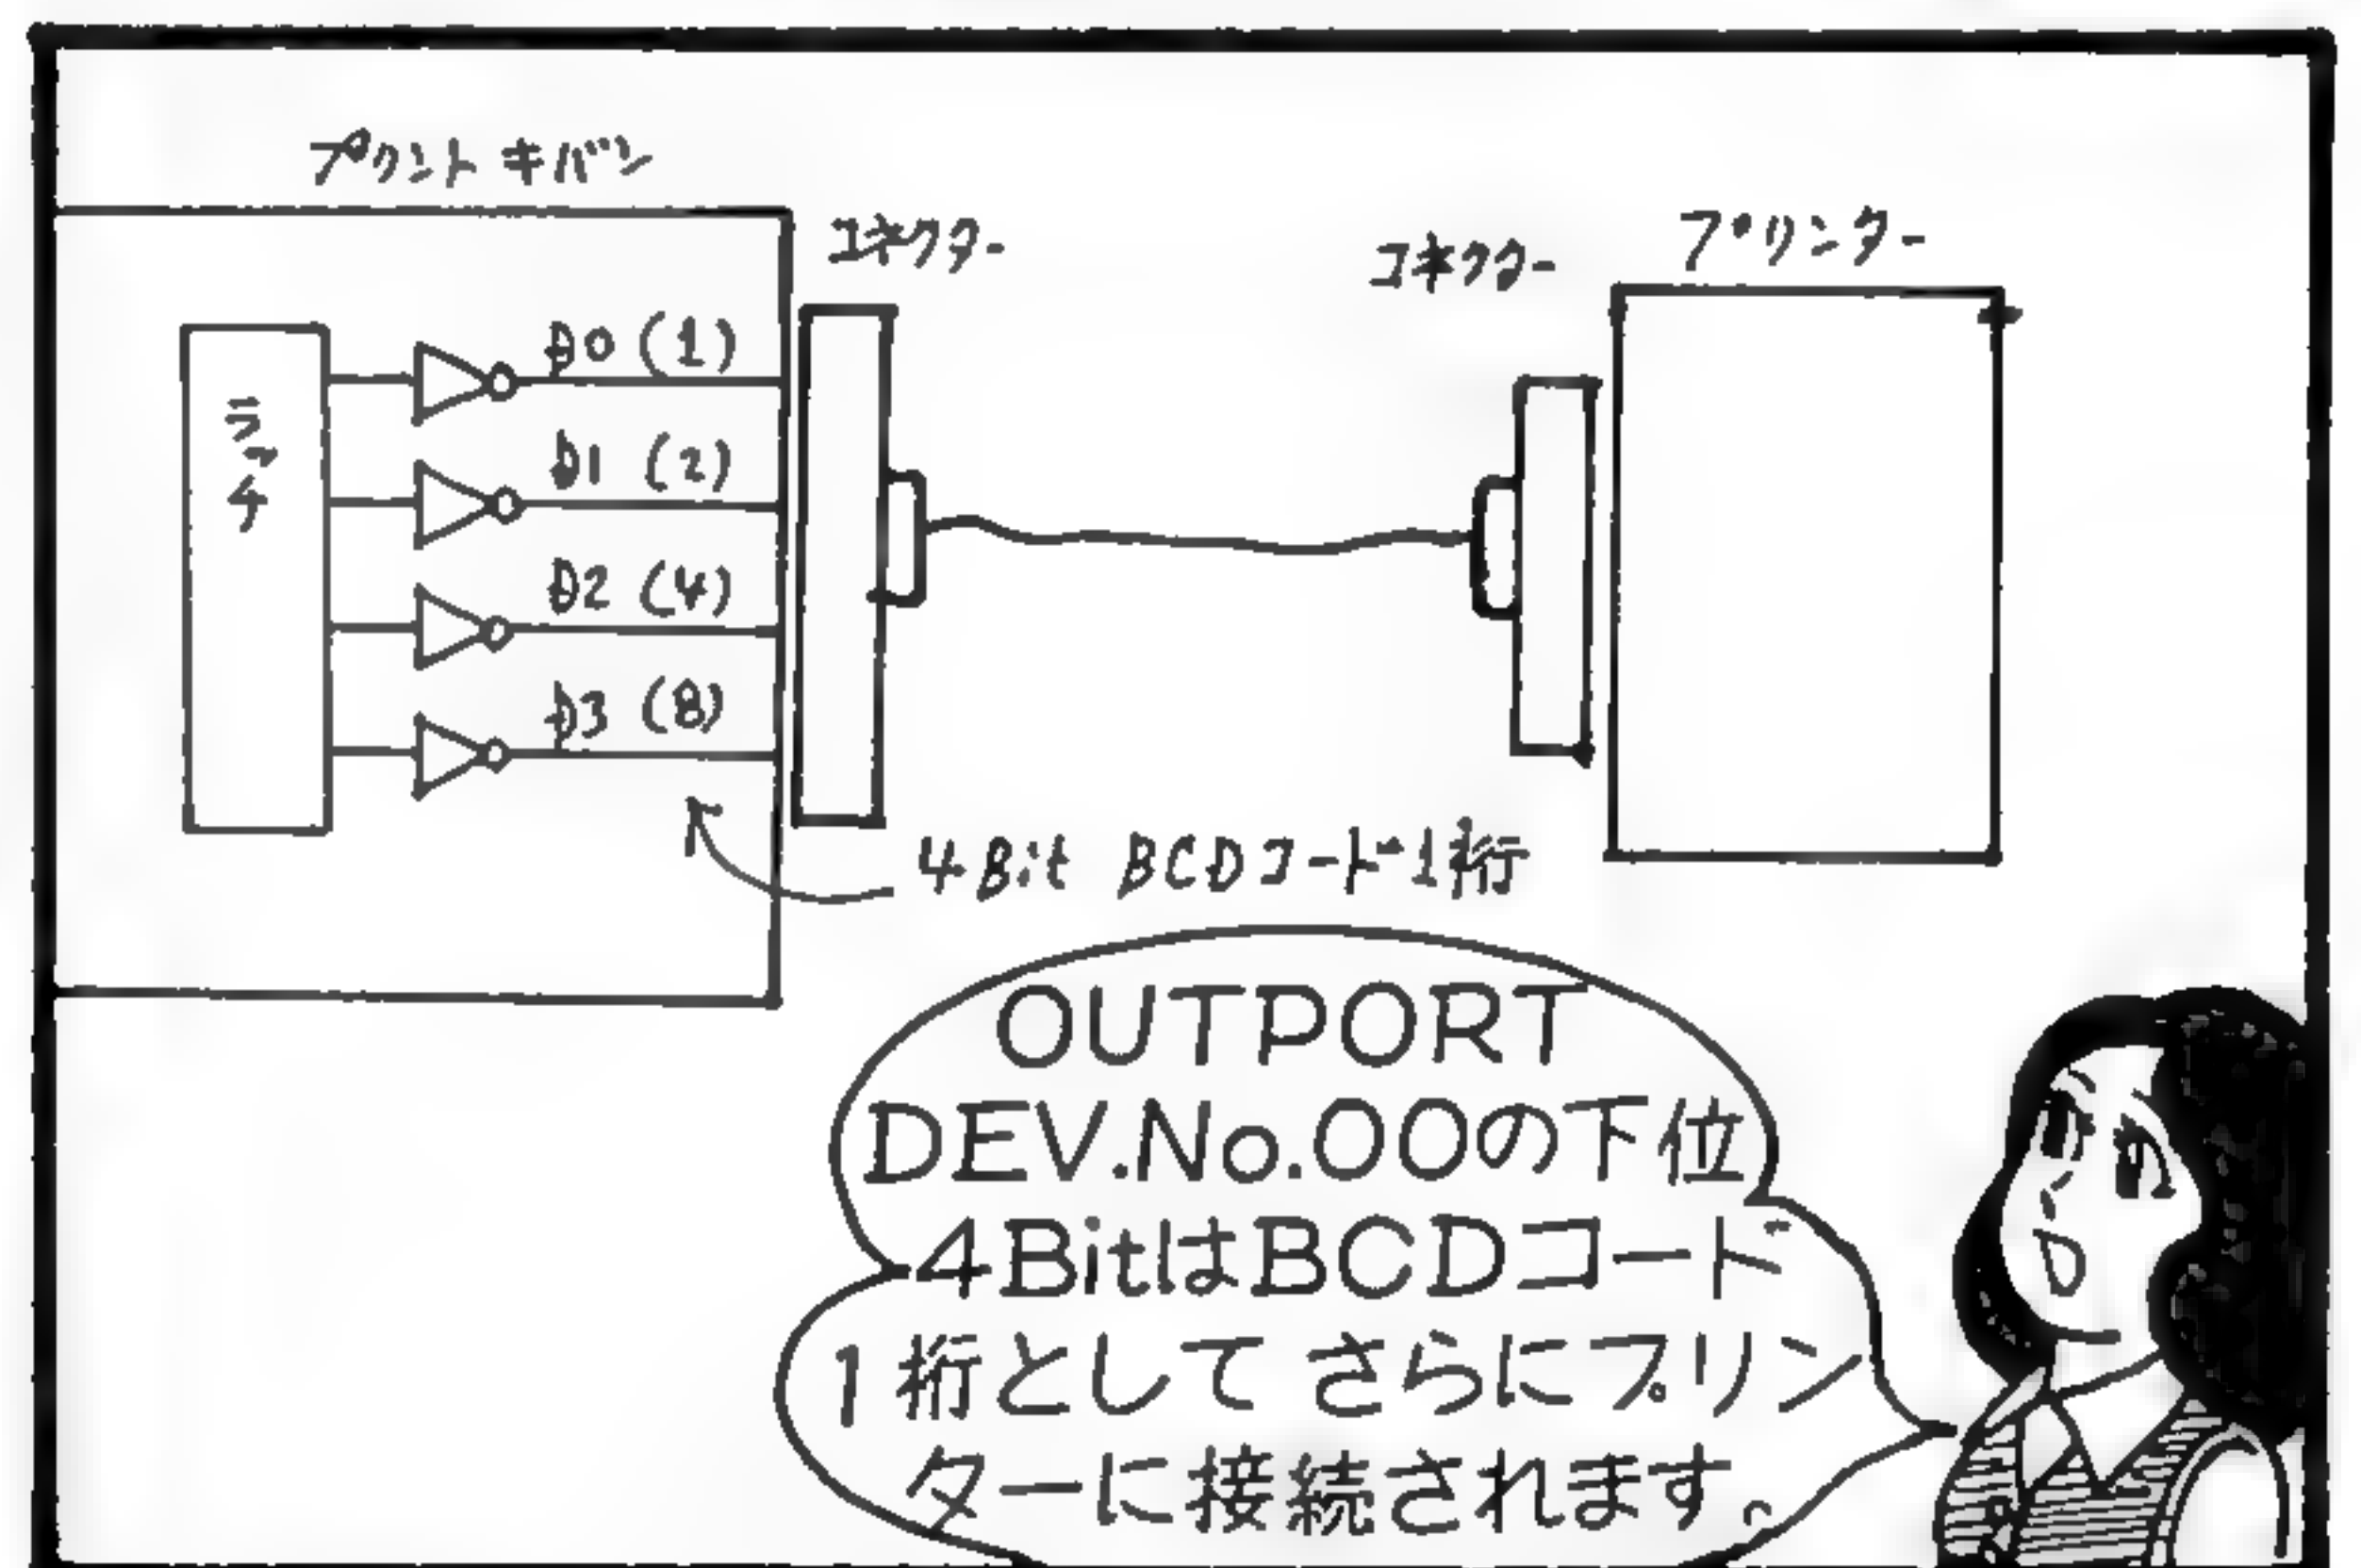 プリント キバン
コネクター
コネクター
プリンター
ラッチ
D0 (1)
D1 (2)
D2 (4)
D3 (8)
4Bit BCDコード1桁
OUTPORT
DEV.No.00の下位
4BitはBCDコード
1桁として さらにプリン
ターに接続されます。